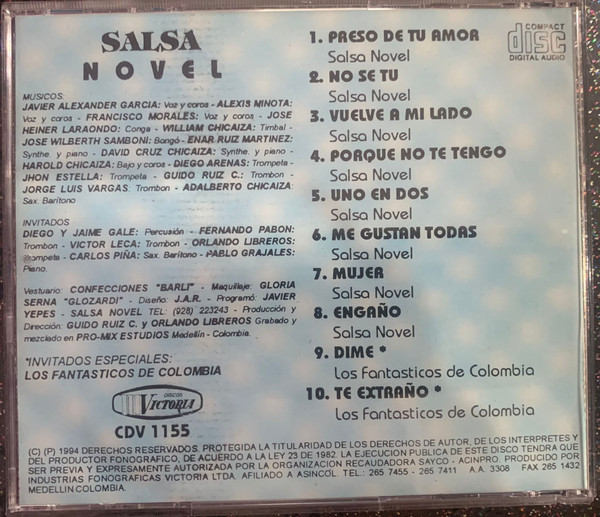 SALSA
NOVEL
MUSICOS:
JAVIER ALEXANDER GARCIA: Voz y coros - ALEXIS MINOTA:
Voz y coros - FRANCISCO MORALES: Voz y coros - JOSE
HEINER LARAONDO: Conga - WILLIAM CHICAIZA: Timbal -
JOSE WILBERTH SAMBONI: Bongó - ENAR RUIZ MARTINEZ:
Synthe. y piano - DAVID CRUZ CHICAIZA: Synthe. y piano -
HAROLD CHICAIZA: Bajo y coros - DIEGO ARENAS: Trompeta -
JHON ESTELLA: Trompeta - GUIDO RUIZ C.: Trombon -
JORGE LUIS VARGAS: Trombon - ADALBERTO CHICAIZA:
Sax. Barítono
INVITADOS
DIEGO Y JAIME GALE: Percusión - FERNANDO PABON:
Trombon - VICTOR LECA: Trombon - ORLANDO LIBREROS:
Trompeta - CARLOS PIÑA: Sax. Barítono - PABLO GRAJALES:
Piano.
Vestuario: CONFECCIONES "BARLI" - Maquillaje: GLORIA
SERNA "GLOZARDI" - Diseño: J.A.R. - Programó: JAVIER
YEPES - SALSA NOVEL TEL: (928) 223243 - Producción y
Dirección: GUIDO RUIZ C. y ORLANDO LIBREROS Grabado y
mezclado en PRO-MIX ESTUDIOS Medellín - Colombia.
*INVITADOS ESPECIALES:
LOS FANTASTICOS DE COLOMBIA
DISCOS
VICTORIA
CDV 1155
COMPACT
disc
DIGITAL AUDIO
1. PRESO DE TU AMOR
Salsa Novel
2. NO SE TU
Salsa Novel
3. VUELVE A MI LADO
Salsa Novel
4. PORQUE NO TE TENGO
Salsa Novel
5. UNO EN DOS
Salsa Novel
6. ME GUSTAN TODAS
Salsa Novel
7. MUJER
Salsa Novel
8. ENGAÑO
Salsa Novel
9. DIME *
Los Fantasticos de Colombia
10. TE EXTRAÑO *
Los Fantasticos de Colombia
(C) (P) 1994 DERECHOS RESERVADOS. PROTEGIDA LA TITULARIDAD DE LOS DERECHOS DE AUTOR, DE LOS INTERPRETES Y
DEL PRODUCTOR FONOGRAFICO, DE ACUERDO A LA LEY 23 DE 1982. LA EJECUCION PUBLICA DE ESTE DISCO TENDRA QUE
SER PREVIA Y EXPRESAMENTE AUTORIZADA POR LA ORGANIZACION RECAUDADORA SAYCO - ACINPRO. PRODUCIDO POR
INDUSTRIAS FONOGRAFICAS VICTORIA LTDA. AFILIADO A ASINCOL. TEL.: 265 7455 - 265 7411 A.A. 3308 FAX 265 1432
MEDELLIN COLOMBIA.